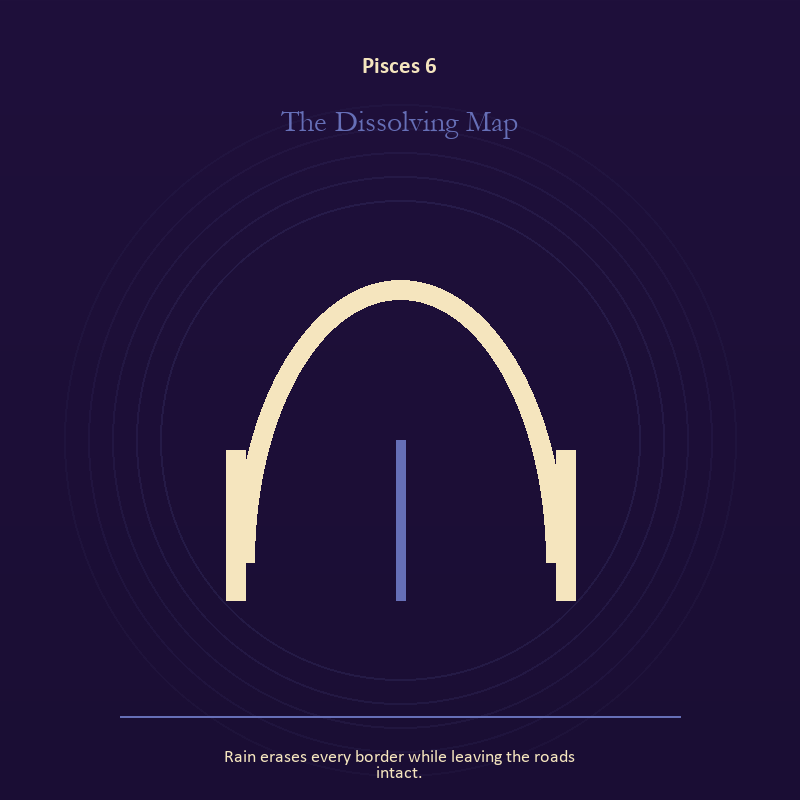 Pisces 6
The Dissolving Map
Rain erases every border while leaving the roads
intact.